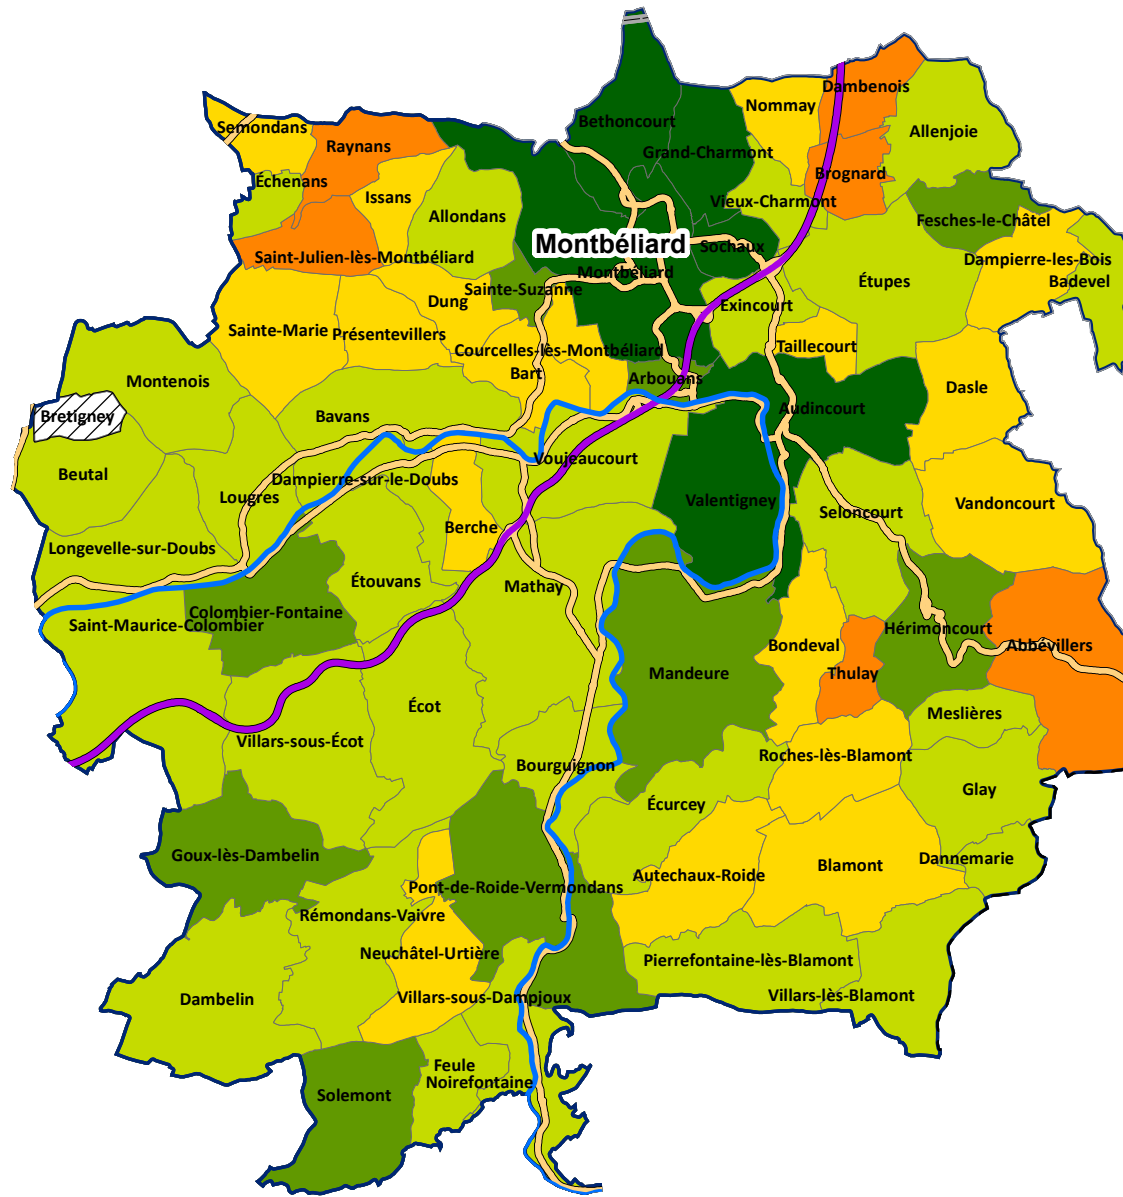 Dambenois
Nommay
Bethoncourt
Semondans
Allenjoie
Raynans
Grand-Charmont
Brognard
Échenans
Issans
Vieux-Charmont
Allondans
Fesches-le-Châtel
Montbéliard
Sochaux
Saint-Julien-lès-Montbéliard
Dampierre-les-Bois
Montbéliard
Étupes
Badevel
Sainte-Suzanne
Dung
Exincourt
Sainte-Marie
Présentevillers
Taillecourt
Courcelles-lès-Montbéliard
Bart
Arbouans
Montenois
Dasle
Audincourt
Bretigney
Bavans
Voujeaucourt
Beutal
Dampierre-sur-le-Doubs
Lougres
Valentigney
Vandoncourt
Seloncourt
Berche
Longevelle-sur-Doubs
Étouvans
Mathay
Colombier-Fontaine
Saint-Maurice-Colombier
Hérimoncourt
Bondeval
Abbévillers
Mandeure
Thulay
Écot
Meslières
Villars-sous-Écot
Roches-lès-Blamont
Bourguignon
Glay
Écurcey
Goux-lès-Dambelin
Dannemarie
Blamont
Autechaux-Roide
Pont-de-Roide-Vermondans
Rémondans-Vaivre
Neuchâtel-Urtière
Pierrefontaine-lès-Blamont
Villars-lès-Blamont
Dambelin
Villars-sous-Dampjoux
Feule
Noirefontaine
Solemont